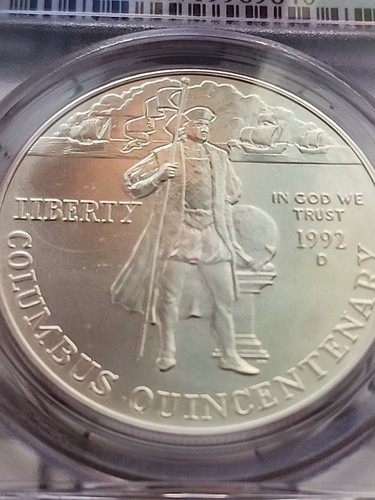 LIBERTY
IN GOD WE
TRUST
1992
D
COLUMBUS QUINCENTENARY